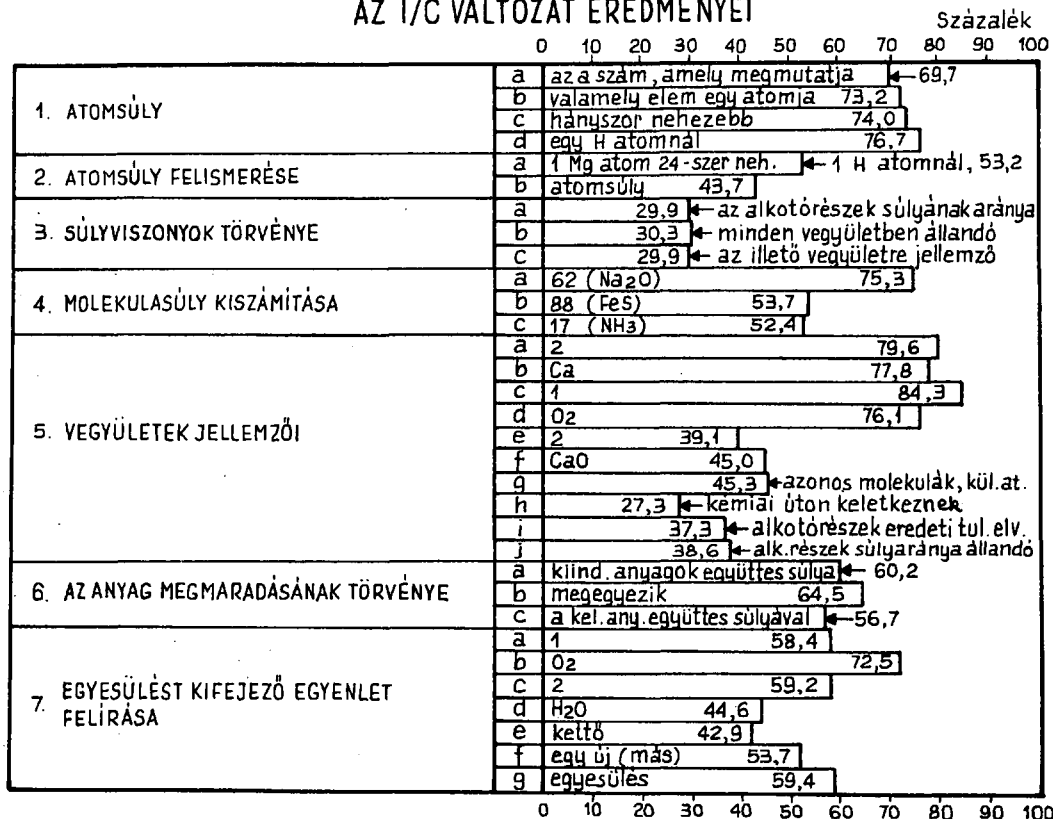 AZ I/C VÁLTOZAT EREDMÉNYEI
Százalék
0 10 20 30 40 50 60 70 80 90 100
1. ATOMSÚLY
a az a szám, amely megmutatja ←69,7
b valamely elem egy atomja 73,2
c hányszor nehezebb 74,0
d egy H atomnál 76,7
2. ATOMSÚLY FELISMERÉSE
a 1 Mg atom 24-szer neh. ← 1 H atomnál, 53,2
b atomsúly 43,7
3. SÚLYVISZONYOK TÖRVÉNYE
a 29,9 ← az alkotórészek súlyának aránya
b 30,3 ← minden vegyületben állandó
c 29,9 ← az illető vegyületre jellemző
4. MOLEKULASÚLY KISZÁMÍTÁSA
a 62 (Na2O) 75,3
b 88 (FeS) 53,7
c 17 (NH3) 52,4
5. VEGYÜLETEK JELLEMZŐI
a 2 79,6
b Ca 77,8
c 1 84,3
d O2 76,1
e 2 39,1
f CaO 45,0
g 45,3 ←azonos molekulák, kül.at.
h 27,3 ←kémiai úton keletkeznek
i 37,3 ←alkotórészek eredeti tul. elv.
j 38,6 ←alk.részek súlyaránya állandó
6. AZ ANYAG MEGMARADÁSÁNAK TÖRVÉNYE
a kiind. anyagok együttes súlya ← 60,2
b megegyezik 64,5
c a kel. any. együttes súlyával ←56,7
7. EGYESÜLÉST KIFEJEZŐ EGYENLET
FELÍRÁSA
a 1 58,4
b O2 72,5
c 2 59,2
d H2O 44,6
e kettő 42,9
f egy új (más) 53,7
g egyesülés 59,4
0 10 20 30 40 50 60 70 80 90 100